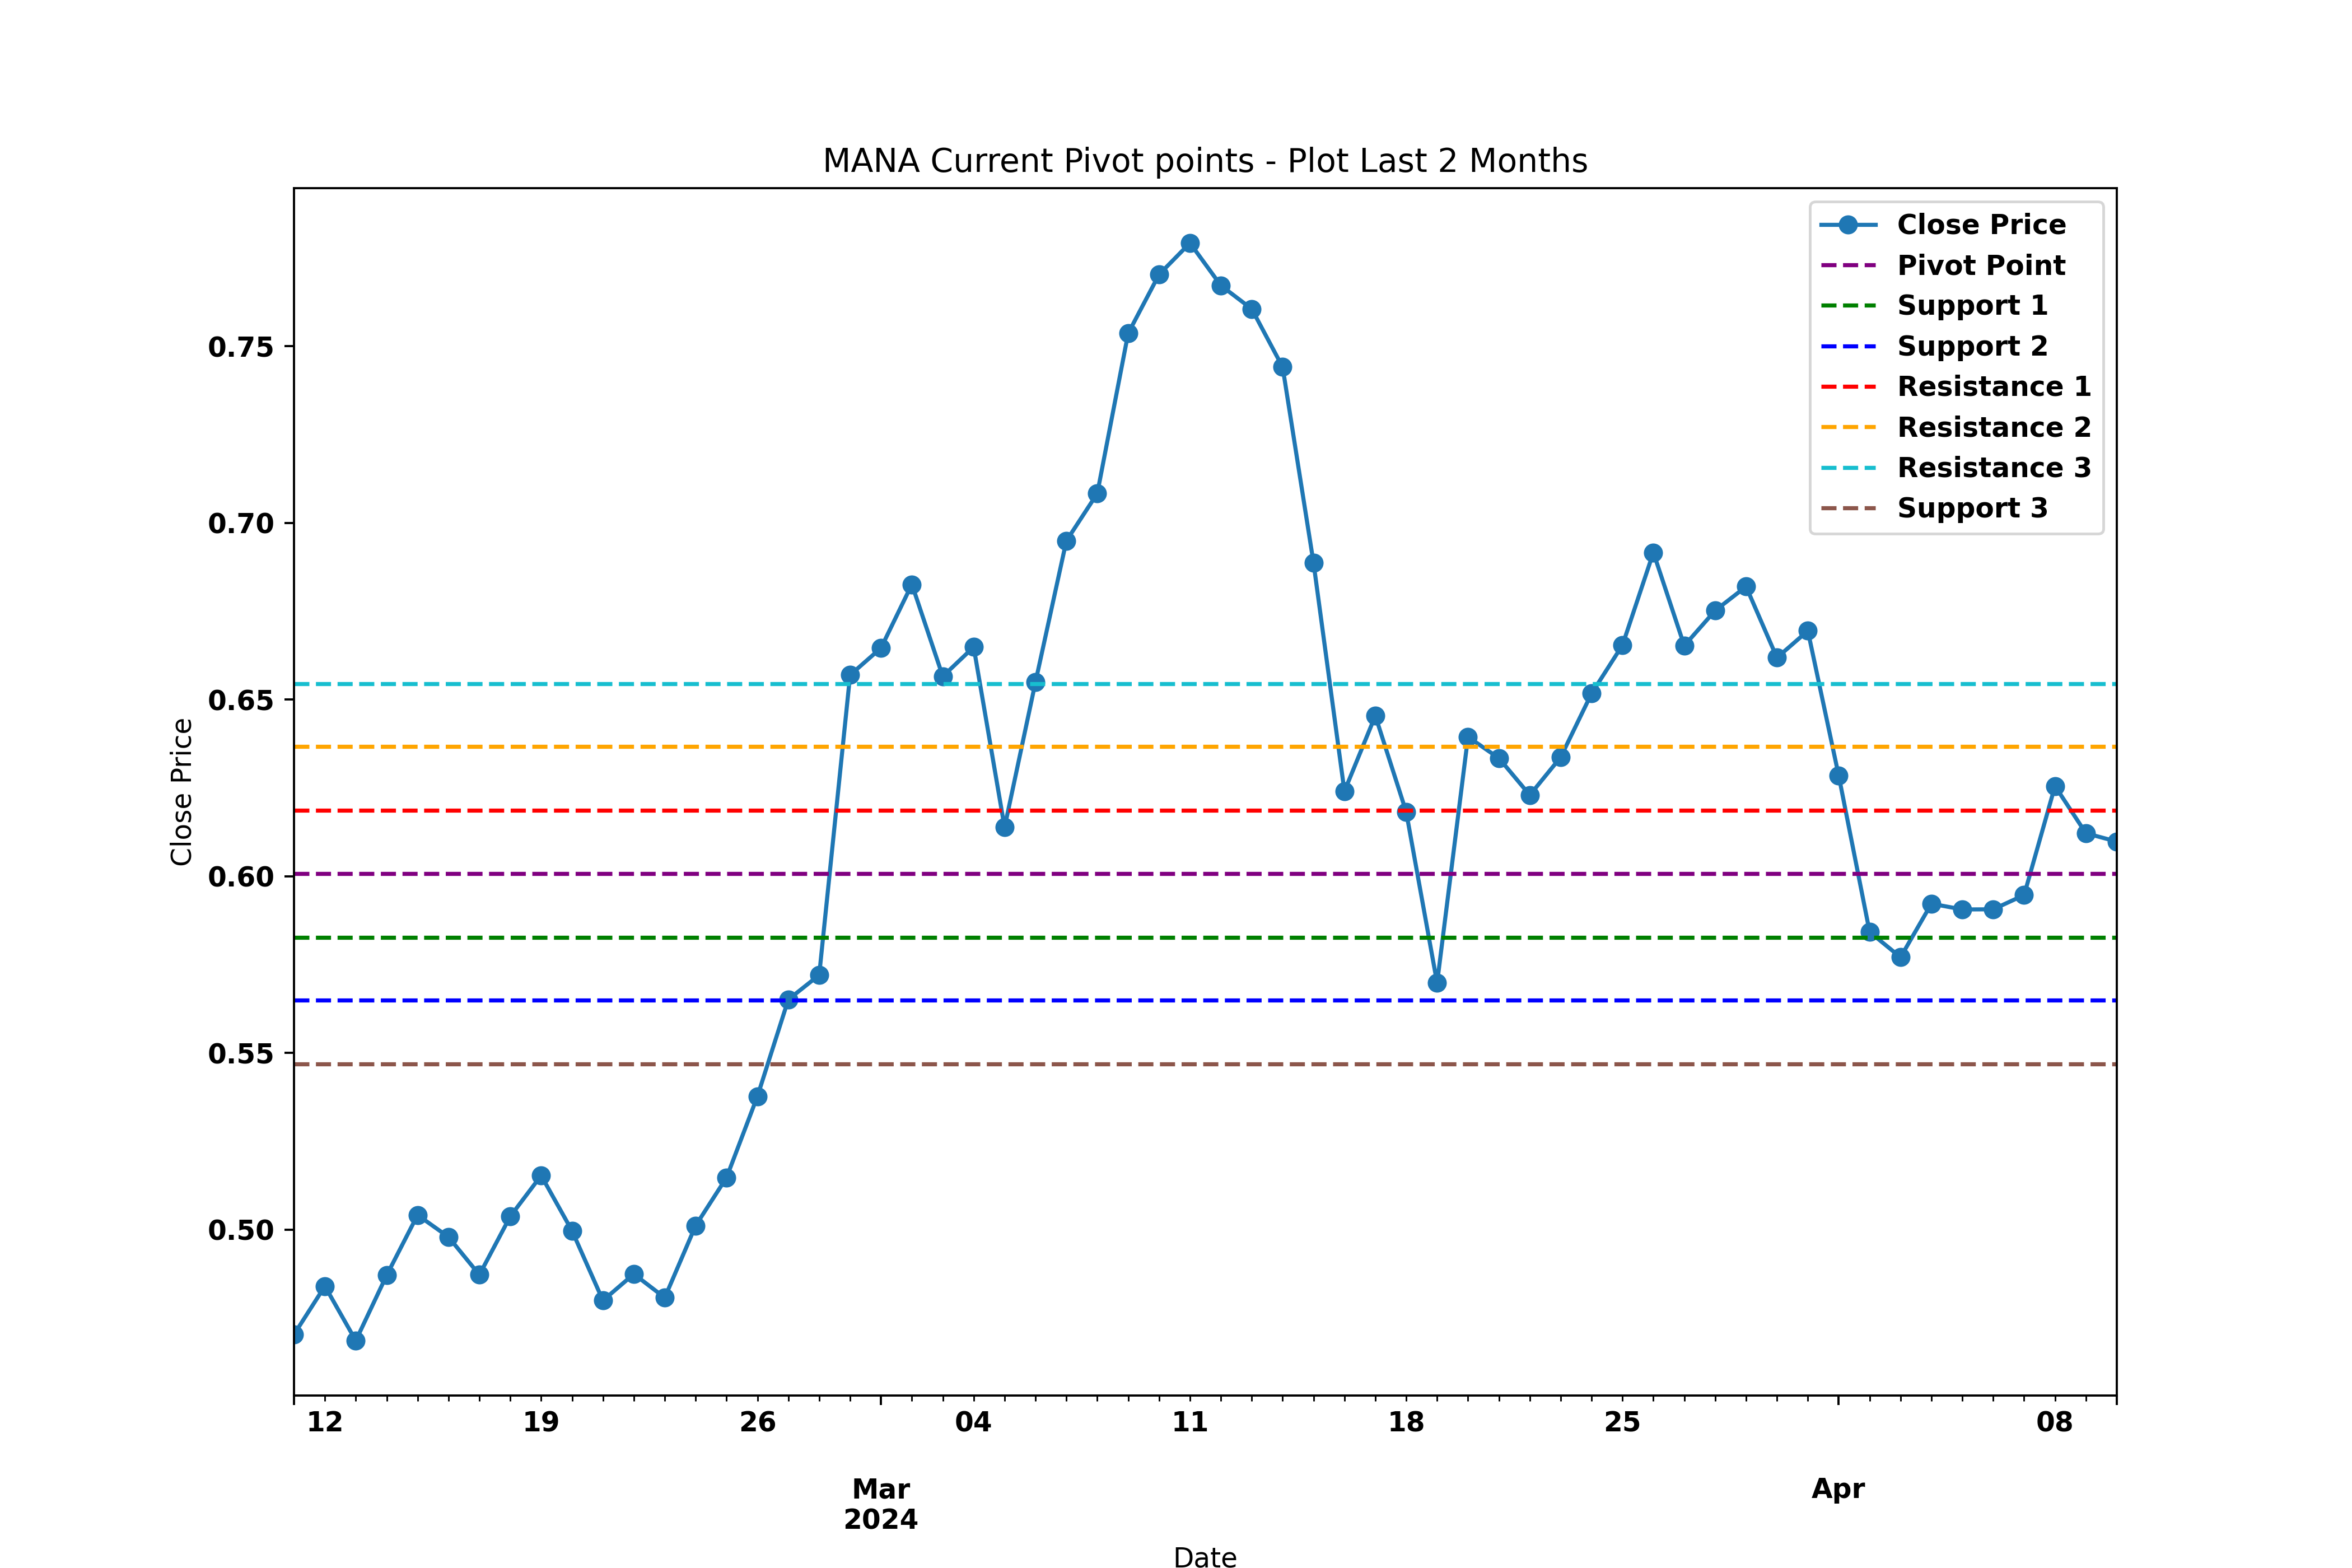 MANA Current Pivot points - Plot Last 2 Months
Close Price
Pivot Point
Support 1
Support 2
Resistance 1
Resistance 2
Resistance 3
Support 3
Close Price
0.75
0.70
0.65
0.60
0.55
0.50
12 19 26 04 11 18 25 08
Mar Apr
2024
Date